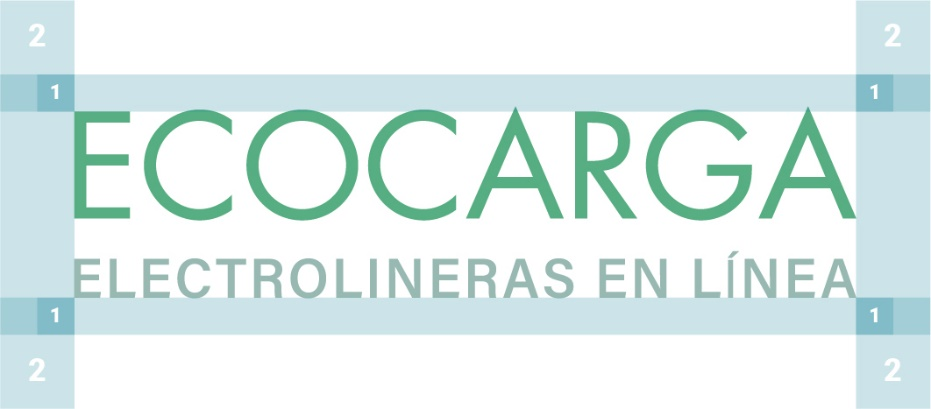 2 2
1 1
ECOCARGA
ELECTROLINERAS EN LÍNEA
1 1
2 2